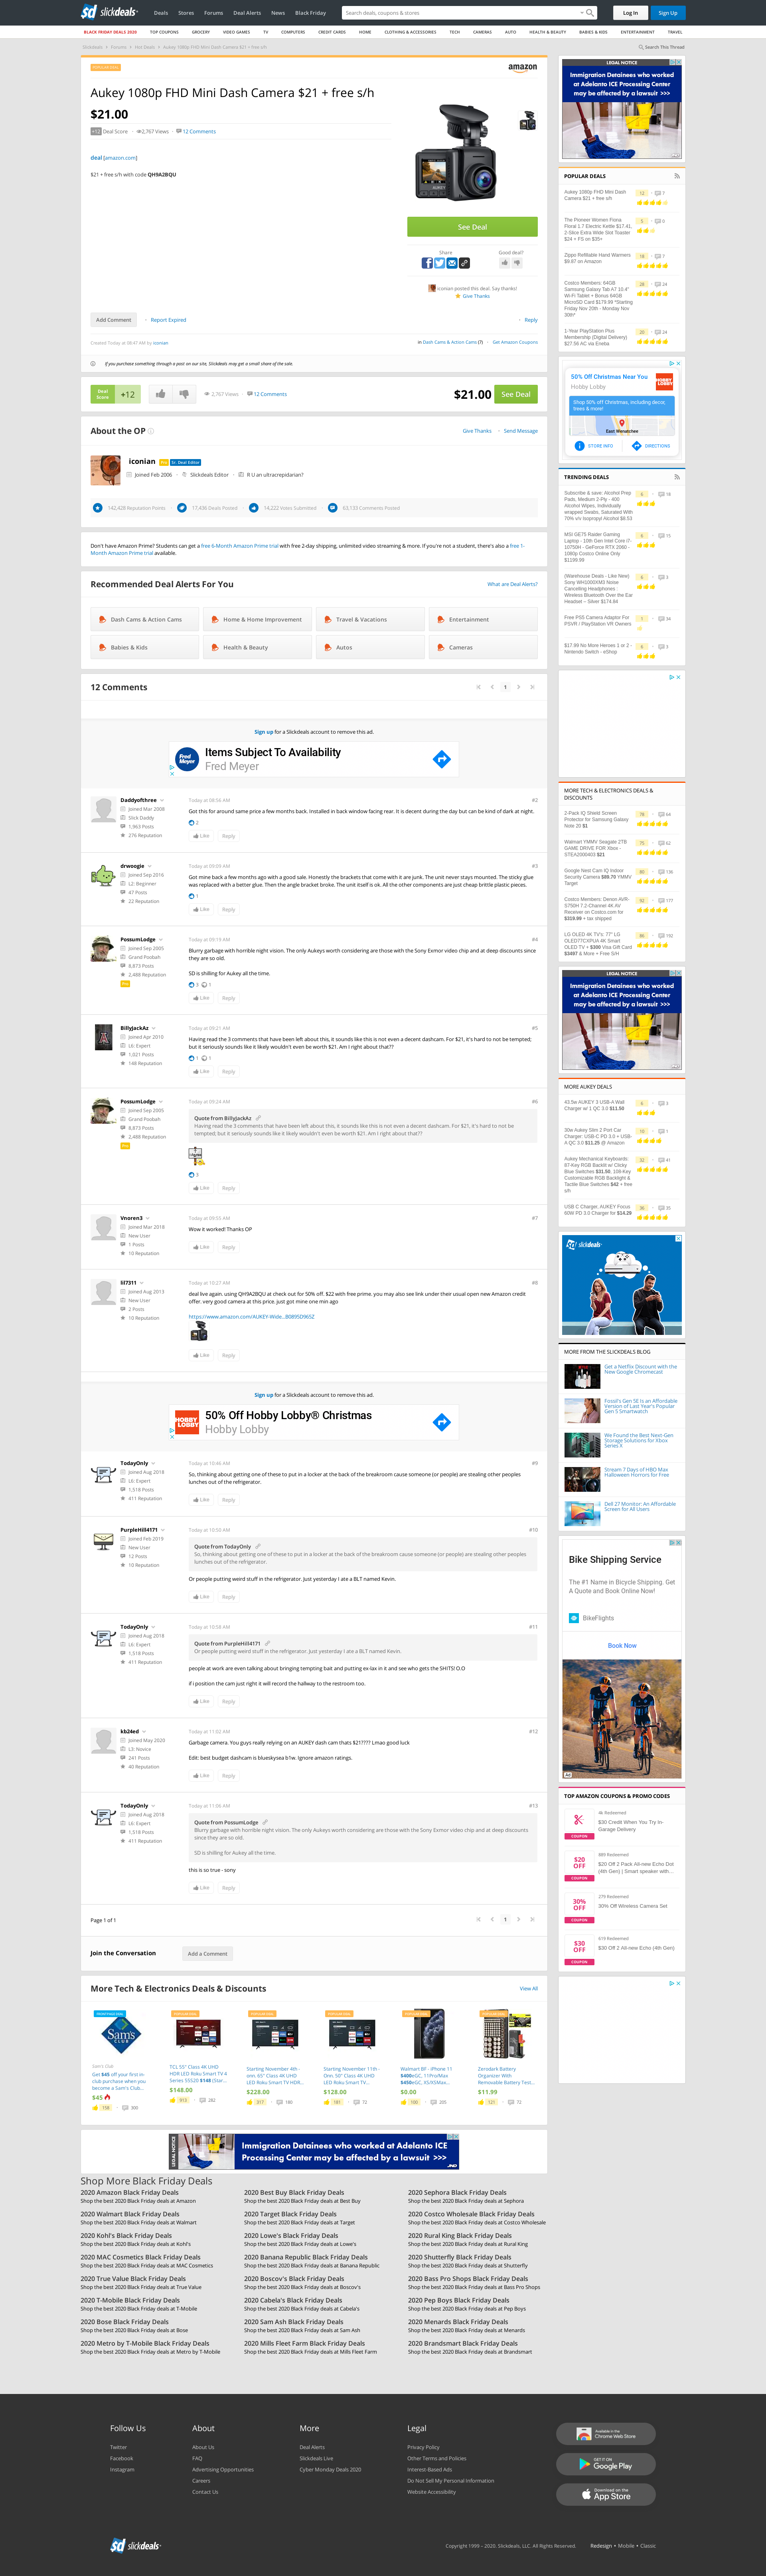 slickdeals
Deals Stores Forums Deal Alerts News Black Friday
Search deals, coupons & stores
Log In Sign Up
BLACK FRIDAY DEALS 2020 TOP COUPONS GROCERY VIDEO GAMES TV COMPUTERS CREDIT CARDS HOME CLOTHING & ACCESSORIES TECH CAMERAS AUTO HEALTH & BEAUTY BABIES & KIDS ENTERTAINMENT TRAVEL
Slickdeals Forums Hot Deals Aukey 1080p FHD Mini Dash Camera $21 + free s/h
Search This Thread
amazon
Aukey 1080p FHD Mini Dash Camera $21 + free s/h
$21.00
+12 Deal Score 2,767 Views 12 Comments
deal [amazon.com]
$21 + free s/h with code QH9A2BQU
See Deal
Share Good deal?
iconian posted this deal. Say thanks!
Give Thanks
Add Comment Report Expired Reply
Created Today at 08:41 AM by iconian
in Dash Cams & Action Cams (7) Get Amazon Coupons
If you purchase something through a post on our site, Slickdeals may get a small share of the sale.
Deal Score +12
2,767 Views 12 Comments
$21.00 See Deal
About the OP
Give Thanks Send Message
iconian Pro Sr. Deal Editor
Joined Feb 2006 Slickdeals Editor R U an ultracrepidarian?
142,428 Reputation Points 17,436 Deals Posted 14,222 Votes Submitted 63,133 Comments Posted
Don't have Amazon Prime? Students can get a free 6-Month Amazon Prime trial with free 2-day shipping, unlimited video streaming & more. If you're not a student, there's also a free 1-
Month Amazon Prime trial available.
Recommended Deal Alerts For You
What are Deal Alerts?
Dash Cams & Action Cams Home & Home Improvement Travel & Vacations Entertainment
Babies & Kids Health & Beauty Autos Cameras
12 Comments
1
Sign up for a Slickdeals account to remove this ad.
Fred Meyer
Items Subject To Availability
Fred Meyer
Daddyofthree
Joined Mar 2008
Slick Daddy
1,963 Posts
276 Reputation
Today at 08:56 AM #2
Got this for around same price a few months back. Installed in back window facing rear. It is decent during the day but can be kind of dark at night.
2
Like Reply
drwoogie
Joined Sep 2016
L2: Beginner
47 Posts
22 Reputation
Today at 09:09 AM #3
Got mine back a few months ago with a good code. Honestly the brackets that come with it are junk. The unit never stays mounted. The sticky glue
was replaced with a better glue. Then the angle bracket broke. The unit itself is ok. All the other components are just cheap brittle plastic pieces.
1
Like Reply
PossumLodge
Joined Sep 2005
Grand Poobah
8,873 Posts
2,488 Reputation
Pro
Today at 09:19 AM #4
Blurry garbage with horrible night vision. The only Aukeys worth considering are those with the Sony Exmor video chip and at deep discounts since
they are so old.
SD is shilling for Aukey all the time.
3 1
Like Reply
BillyJackAz
Joined Apr 2010
L6: Expert
1,021 Posts
148 Reputation
Today at 09:21 AM #5
Having read the 3 comments that have been left about this, it sounds like this is not even a decent dashcam. For $21, it's hard for this not to be tempted,
but it seriously sounds like it likely wouldn't even be worth $21. Am I right about that??
1 1
Like Reply
PossumLodge
Joined Sep 2005
Grand Poobah
8,873 Posts
2,488 Reputation
Pro
Today at 09:24 AM #6
Quote from BillyJackAz
Having read the 3 comments that have been left about this, it sounds like this is not even a decent dashcam. For $21, it's hard for this not to be
tempted, but it seriously sounds like it likely wouldn't even be worth $21. Am I right about that??
3
Like Reply
Vnoren3
Joined Mar 2018
New User
1 Posts
10 Reputation
Today at 09:55 AM #7
Wow it worked! Thanks OP
Like Reply
lil7311
Joined Aug 2013
New User
2 Posts
10 Reputation
Today at 10:27 AM #8
deal live again. using QH9A2BQU at check out for 50% off. $22 with free prime. you may also see link under their usual open new Amazon credit
offer. very good camera at this price. just got mine one min ago
https://www.amazon.com/AUKEY-Wide...B0895D965Z
Like Reply
Sign up for a Slickdeals account to remove this ad.
HOBBY LOBBY
50% Off Hobby Lobby® Christmas
Hobby Lobby
TodayOnly
Joined Aug 2018
L6: Expert
1,518 Posts
411 Reputation
Today at 10:46 AM #9
So, thinking about getting one of these to put in a locker at the back of the breakroom cause someone (or people) are stealing other peoples
lunches out of the refrigerator.
Like Reply
PurpleHill4171
Joined Feb 2019
New User
12 Posts
10 Reputation
Today at 10:50 AM #10
Quote from TodayOnly
So, thinking about getting one of these to put in a locker at the back of the breakroom cause someone (or people) are stealing other peoples
lunches out of the refrigerator.
Or people putting weird stuff in the refrigerator. Just yesterday I ate a BLT named Kevin.
Like Reply
TodayOnly
Joined Aug 2018
L6: Expert
1,518 Posts
411 Reputation
Today at 10:58 AM #11
Quote from PurpleHill4171
Or people putting weird stuff in the refrigerator. Just yesterday I ate a BLT named Kevin.
people at work are even talking about bringing tempting bait and putting ex-lax in it and see who gets the SHITS! O.O
if i position the cam just right it will record the hallway to the restroom too.
Like Reply
kb24ed
Joined May 2020
L3: Novice
241 Posts
40 Reputation
Today at 11:02 AM #12
Garbage camera. You guys really relying on an AUKEY dash cam thats $21???? Lmao good luck
Edit: best budget dashcam is blueskysea b1w. Ignore amazon ratings.
Like Reply
TodayOnly
Joined Aug 2018
L6: Expert
1,518 Posts
411 Reputation
Today at 11:06 AM #13
Quote from PossumLodge
Blurry garbage with horrible night vision. The only Aukeys worth considering are those with the Sony Exmor video chip and at deep discounts
since they are so old.
SD is shilling for Aukey all the time.
this is so true - sony
Like Reply
Page 1 of 1
1
Join the Conversation Add a Comment
More Tech & Electronics Deals & Discounts
View All
Sam's Club
Get $45 off your first in-
club purchase when you
become a Sam's Club...
$45
TCL 55" Class 4K UHD
HDR LED Roku Smart TV 4
Series 55S20 $148 (Star...
$148.00
Starting November 4th -
onn. 65" Class 4K UHD
LED Roku Smart TV HDR...
$228.00
Starting November 11th -
Onn. 50" Class 4K UHD
LED Roku Smart TV...
$128.00
Walmart BF - iPhone 11
$400eGC, 11Pro/Max
$450eGC, XS/XSMax...
$0.00
Zerodark Battery
Organizer With
Removable Battery Test...
$11.99
LEGAL NOTICE
Immigration Detainees who worked at Adelanto ICE
Processing Center may be affected by a lawsuit >>>
Shop More Black Friday Deals
2020 Amazon Black Friday Deals
Shop the best 2020 Black Friday deals at Amazon
2020 Best Buy Black Friday Deals
Shop the best 2020 Black Friday deals at Best Buy
2020 Sephora Black Friday Deals
Shop the best 2020 Black Friday deals at Sephora
2020 Walmart Black Friday Deals
Shop the best 2020 Black Friday deals at Walmart
2020 Target Black Friday Deals
Shop the best 2020 Black Friday deals at Target
2020 Costco Wholesale Black Friday Deals
Shop the best 2020 Black Friday deals at Costco Wholesale
2020 Kohl's Black Friday Deals
Shop the best 2020 Black Friday deals at Kohl's
2020 Lowe's Black Friday Deals
Shop the best 2020 Black Friday deals at Lowe's
2020 Rural King Black Friday Deals
Shop the best 2020 Black Friday deals at Rural King
2020 MAC Cosmetics Black Friday Deals
Shop the best 2020 Black Friday deals at MAC Cosmetics
2020 Banana Republic Black Friday Deals
Shop the best 2020 Black Friday deals at Banana Republic
2020 Shutterfly Black Friday Deals
Shop the best 2020 Black Friday deals at Shutterfly
2020 True Value Black Friday Deals
Shop the best 2020 Black Friday deals at True Value
2020 Boscov's Black Friday Deals
Shop the best 2020 Black Friday deals at Boscov's
2020 Bass Pro Shops Black Friday Deals
Shop the best 2020 Black Friday deals at Bass Pro Shops
2020 T-Mobile Black Friday Deals
Shop the best 2020 Black Friday deals at T-Mobile
2020 Cabela's Black Friday Deals
Shop the best 2020 Black Friday deals at Cabela's
2020 Pep Boys Black Friday Deals
Shop the best 2020 Black Friday deals at Pep Boys
2020 Bose Black Friday Deals
Shop the best 2020 Black Friday deals at Bose
2020 Sam Ash Black Friday Deals
Shop the best 2020 Black Friday deals at Sam Ash
2020 Menards Black Friday Deals
Shop the best 2020 Black Friday deals at Menards
2020 Metro by T-Mobile Black Friday Deals
Shop the best 2020 Black Friday deals at Metro by T-Mobile
2020 Mills Fleet Farm Black Friday Deals
Shop the best 2020 Black Friday deals at Mills Fleet Farm
2020 Brandsmart Black Friday Deals
Shop the best 2020 Black Friday deals at Brandsmart
LEGAL NOTICE
Immigration Detainees who worked
at Adelanto ICE Processing Center
may be affected by a lawsuit >>>
POPULAR DEALS
Aukey 1080p FHD Mini Dash
Camera $21 + free s/h
12 7
The Pioneer Women Fiona
Floral 1.7 Electric Kettle $17.41,
2-Slice Extra Wide Slot Toaster
$24 + FS on $35+
5 0
Zippo Refillable Hand Warmers
$9.87 on Amazon
18 7
Costco Members: 64GB
Samsung Galaxy Tab A7 10.4"
Wi-Fi Tablet + Bonus 64GB
MicroSD Card $179.99 *Starting
Friday Nov 20th - Monday Nov
30th*
28 24
1-Year PlayStation Plus
Membership (Digital Delivery)
$27.56 AC via Eneba
20 24
50% Off Christmas Near You
Hobby Lobby
HOBBY LOBBY
Shop 50% off Christmas, including decor,
trees & more!
East Wenatchee
STORE INFO DIRECTIONS
TRENDING DEALS
Subscribe & save: Alcohol Prep
Pads, Medium 2-Ply - 400
Alcohol Wipes, Individually
wrapped Swabs, Saturated With
70% v/v Isopropyl Alcohol $8.53
6 18
MSI GE75 Raider Gaming
Laptop - 10th Gen Intel Core i7-
10750H - GeForce RTX 2060 -
1080p Costco Online Only
$1199.99
6 15
(Warehouse Deals - Like New)
Sony WH1000XM3 Noise
Cancelling Headphones :
Wireless Bluetooth Over the Ear
Headset – Silver $174.64
6 3
Free PS5 Camera Adaptor For
PSVR / PlayStation VR Owners
1 34
$17.99 No More Heroes 1 or 2 -
Nintendo Switch - eShop
6 3
MORE TECH & ELECTRONICS DEALS &
DISCOUNTS
2-Pack IQ Shield Screen
Protector for Samsung Galaxy
Note 20 $1
78 64
Walmart YMMV Seagate 2TB
GAME DRIVE FOR Xbox -
STEA2000403 $21
75 62
Google Nest Cam IQ Indoor
Security Camera $89.70 YMMV
Target
80 136
Costco Members: Denon AVR-
S750H 7.2-Channel 4K AV
Receiver on Costco.com for
$319.99 + tax shipped
92 177
LG OLED 4K TV's: 77" LG
OLED77CXPUA 4K Smart
OLED TV + $300 Visa Gift Card
$3497 & More + Free S/H
86 192
LEGAL NOTICE
Immigration Detainees who worked
at Adelanto ICE Processing Center
may be affected by a lawsuit >>>
MORE AUKEY DEALS
43.5w AUKEY 3 USB-A Wall
Charger w/ 1 QC 3.0 $11.50
6 3
30w Aukey Slim 2 Port Car
Charger: USB-C PD 3.0 + USB-
A QC 3.0 $11.25 @ Amazon
10 1
Aukey Mechanical Keyboards:
87-Key RGB Backlit w/ Clicky
Blue Switches $31.50; 108-Key
Customizable RGB Backlight &
Tactile Blue Switches $42 + free
s/h
32 41
USB C Charger, AUKEY Focus
60W PD 3.0 Charger for $14.29
36 35
slickdeals
MORE FROM THE SLICKDEALS BLOG
Get a Netflix Discount with the
New Google Chromecast
Fossil's Gen 5E Is an Affordable
Version of Last Year's Popular
Gen 5 Smartwatch
We Found the Best Next-Gen
Storage Solutions for Xbox
Series X
Stream 7 Days of HBO Max
Halloween Horrors for Free
Dell 27 Monitor: An Affordable
Screen for All Users
Bike Shipping Service
The #1 Name in Bicycle Shipping. Get
A Quote and Book Online Now!
BikeFlights
Book Now
Ad
TOP AMAZON COUPONS & PROMO CODES
4k Redeemed
$30 Credit When You Try In-
Garage Delivery
COUPON
889 Redeemed
$20 OFF
$20 Off 2 Pack All-new Echo Dot
(4th Gen) | Smart speaker with...
COUPON
279 Redeemed
30% OFF
30% Off Wireless Camera Set
COUPON
619 Redeemed
$30 OFF
$30 Off 2 All-new Echo (4th Gen)
COUPON
Follow Us
Twitter
Facebook
Instagram
About
About Us
FAQ
Advertising Opportunities
Careers
Contact Us
More
Deal Alerts
Slickdeals Live
Cyber Monday Deals 2020
Legal
Privacy Policy
Other Terms and Policies
Interest-Based Ads
Do Not Sell My Personal Information
Website Accessibility
Available in the Chrome Web Store
GET IT ON Google Play
Download on the App Store
slickdeals
Copyright 1999 – 2020. Slickdeals, LLC. All Rights Reserved.
Redesign • Mobile • Classic